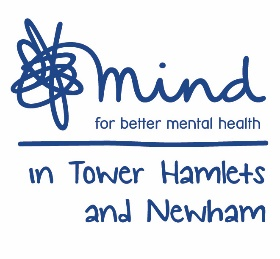 mind
for better mental health
in Tower Hamlets
and Newham